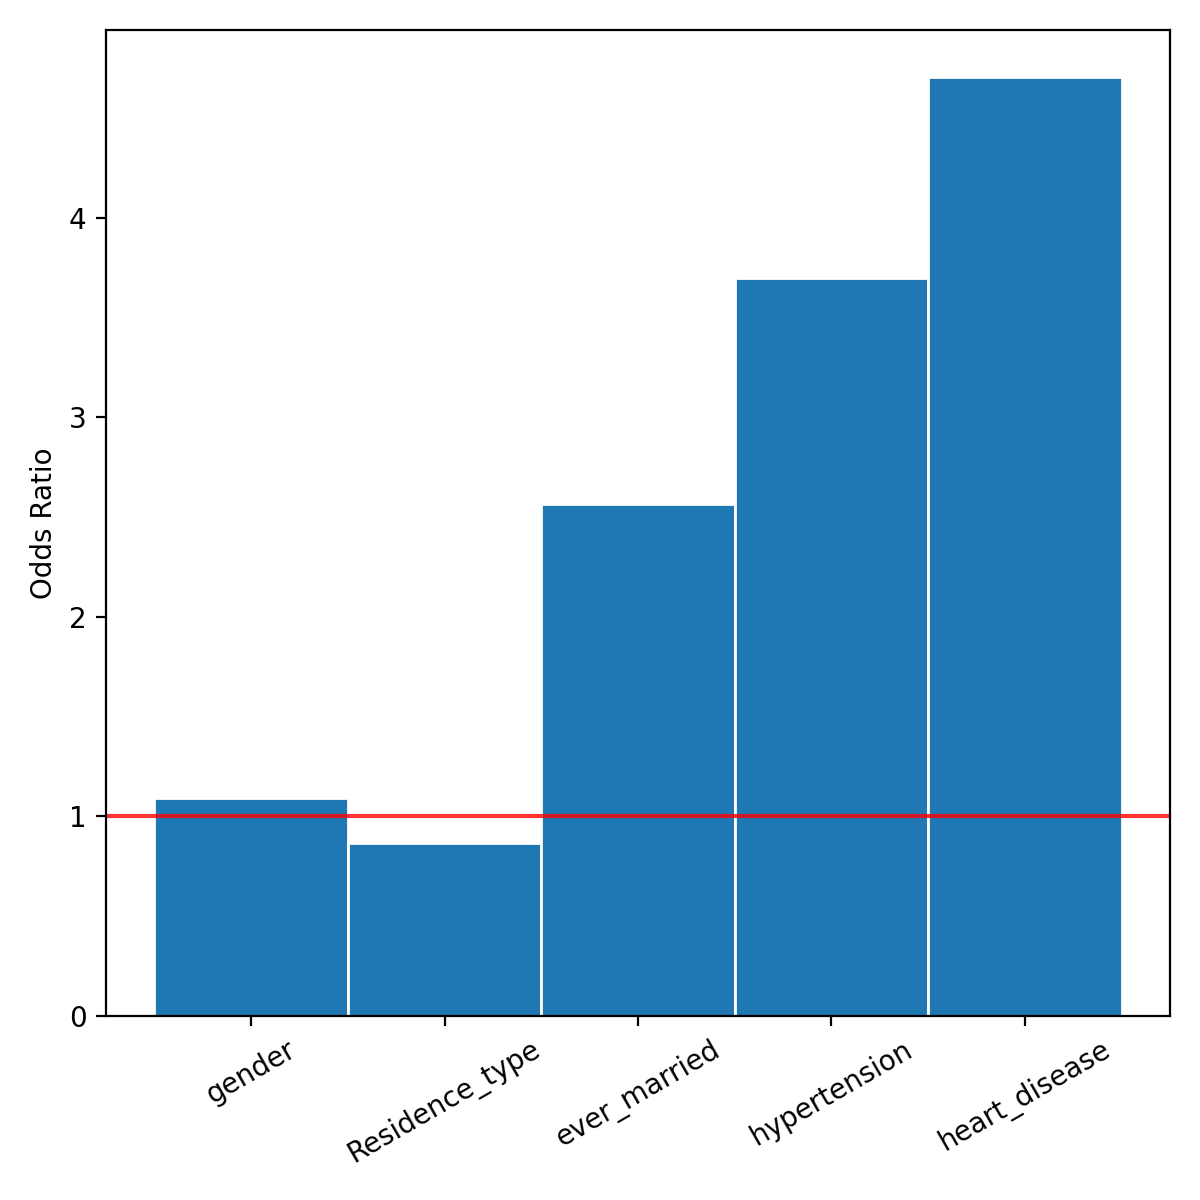 Odds Ratio
4
3
2
1
0
gender
Residence_type
ever_married
hypertension
heart_disease